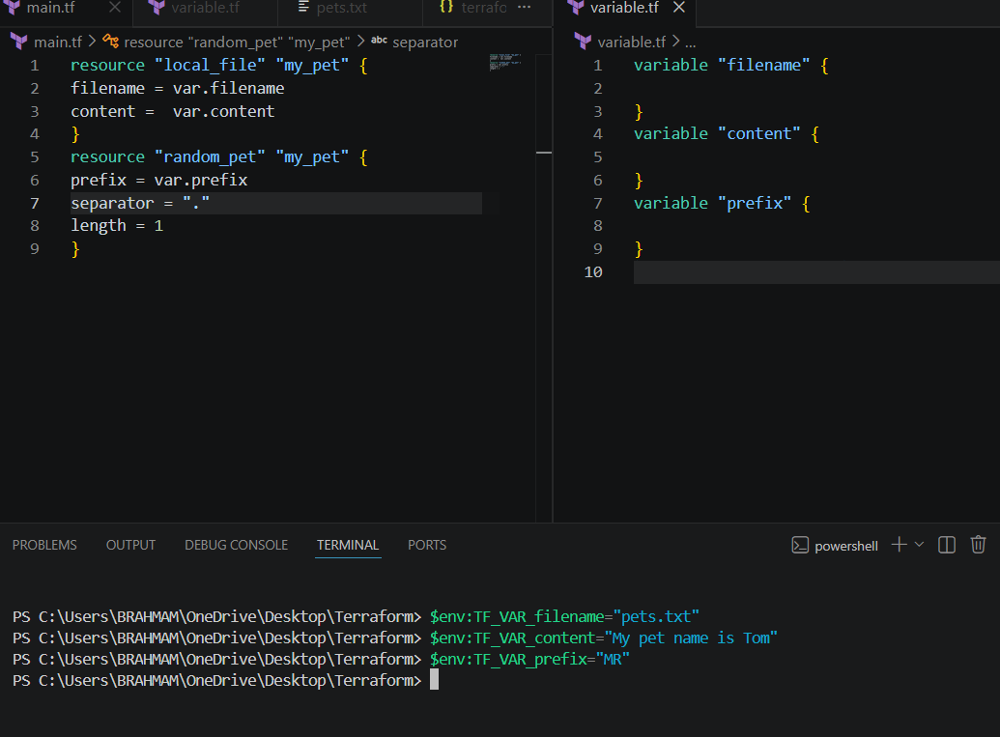 main.tf
variable.tf
pets.txt
{} terrafo ...
variable.tf
main.tf > resource "random_pet" "my_pet" > abc separator
1 resource "local_file" "my_pet" {
2 filename = var.filename
3 content =  var.content
4 }
5 resource "random_pet" "my_pet" {
6 prefix = var.prefix
7 separator = "."
8 length = 1
9 }
variable.tf > ...
1 variable "filename" {
2
3 }
4 variable "content" {
5
6 }
7 variable "prefix" {
8
9 }
10
PROBLEMS OUTPUT DEBUG CONSOLE TERMINAL PORTS
powershell
PS C:\Users\BRAHMAM\OneDrive\Desktop\Terraform> $env:TF_VAR_filename="pets.txt"
PS C:\Users\BRAHMAM\OneDrive\Desktop\Terraform> $env:TF_VAR_content="My pet name is Tom"
PS C:\Users\BRAHMAM\OneDrive\Desktop\Terraform> $env:TF_VAR_prefix="MR"
PS C:\Users\BRAHMAM\OneDrive\Desktop\Terraform>